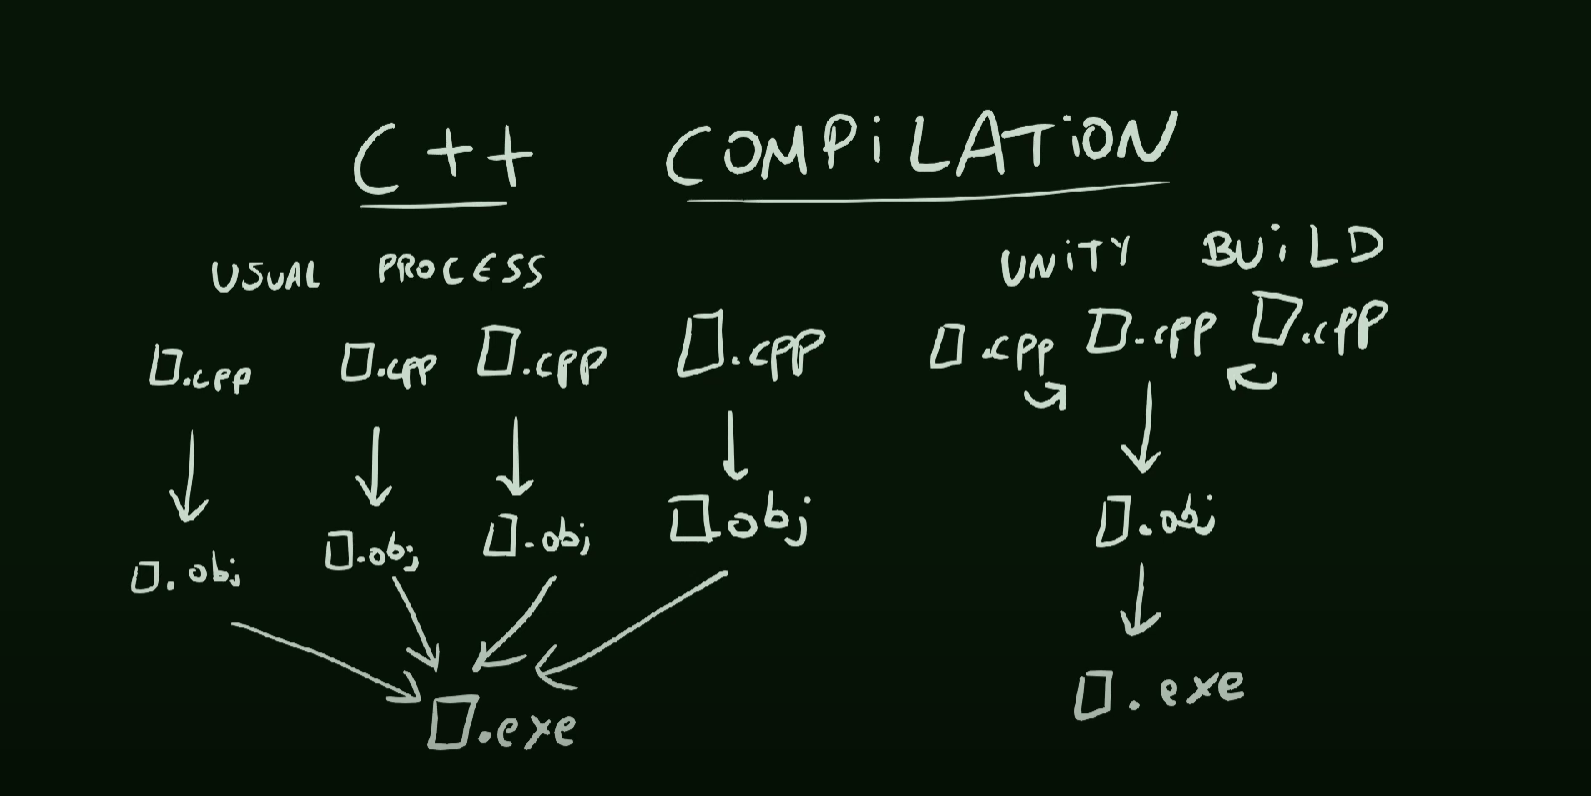 C++ COMPiLATiON
USUAL PROCESS
UNiTY BUiLD
.cpp .cpp .cpp .cpp
.cpp .cpp .cpp
.obj .obj .obj .obj
.obj
.exe
.exe